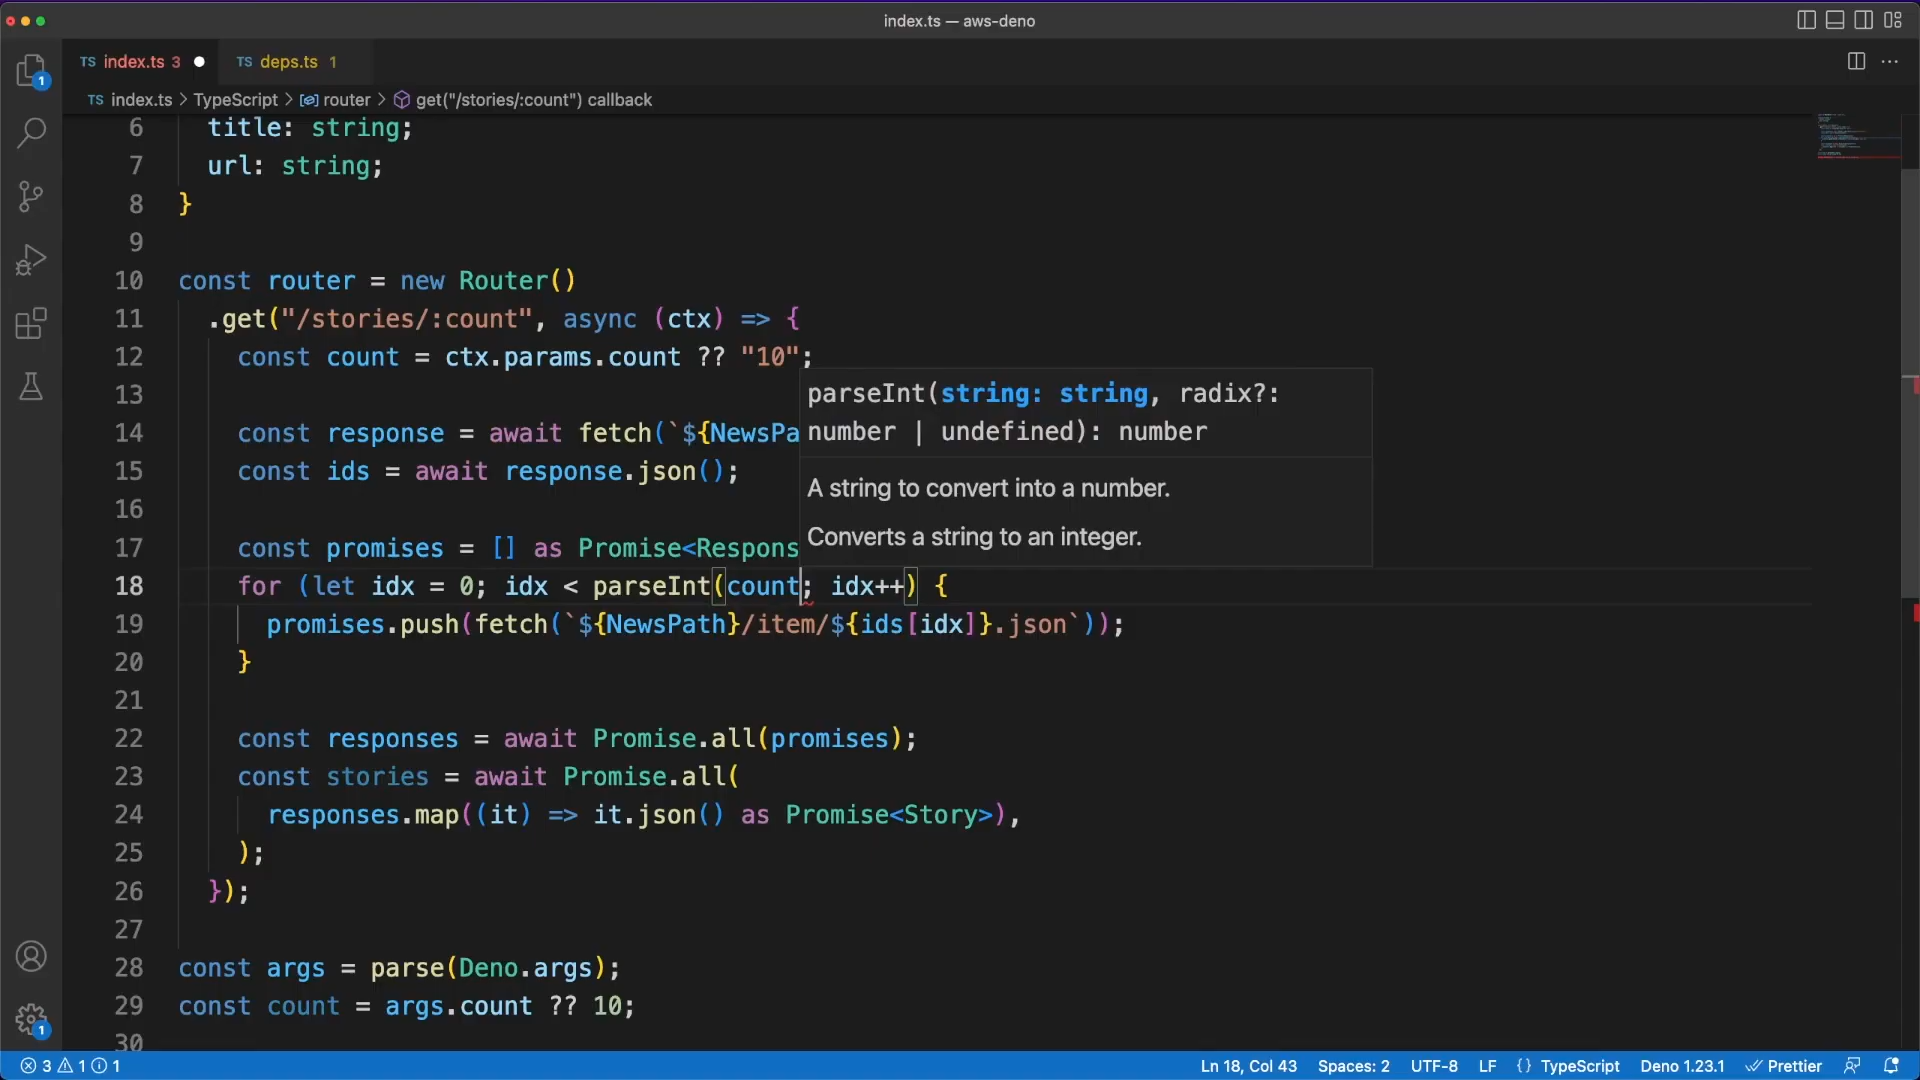 index.ts — aws-deno
TS index.ts 3 TS deps.ts 1
TS index.ts > TypeScript > router > get("/stories/:count") callback
6 title: string;
7 url: string;
8 }
9
10 const router = new Router()
11 .get("/stories/:count", async (ctx) => {
12 const count = ctx.params.count ?? "10";
13
parseInt(string: string, radix?:
14 const response = await fetch(`${NewsPa
number | undefined): number
15 const ids = await response.json();
A string to convert into a number.
16
Converts a string to an integer.
17 const promises = [] as Promise<Respons
18 for (let idx = 0; idx < parseInt(count; idx++) {
19 promises.push(fetch(`${NewsPath}/item/${ids[idx]}.json`));
20 }
21
22 const responses = await Promise.all(promises);
23 const stories = await Promise.all(
24 responses.map((it) => it.json() as Promise<Story>),
25 );
26 });
27
28 const args = parse(Deno.args);
29 const count = args.count ?? 10;
30
1
1
3 1 1 Ln 18, Col 43 Spaces: 2 UTF-8 LF {} TypeScript Deno 1.23.1 Prettier